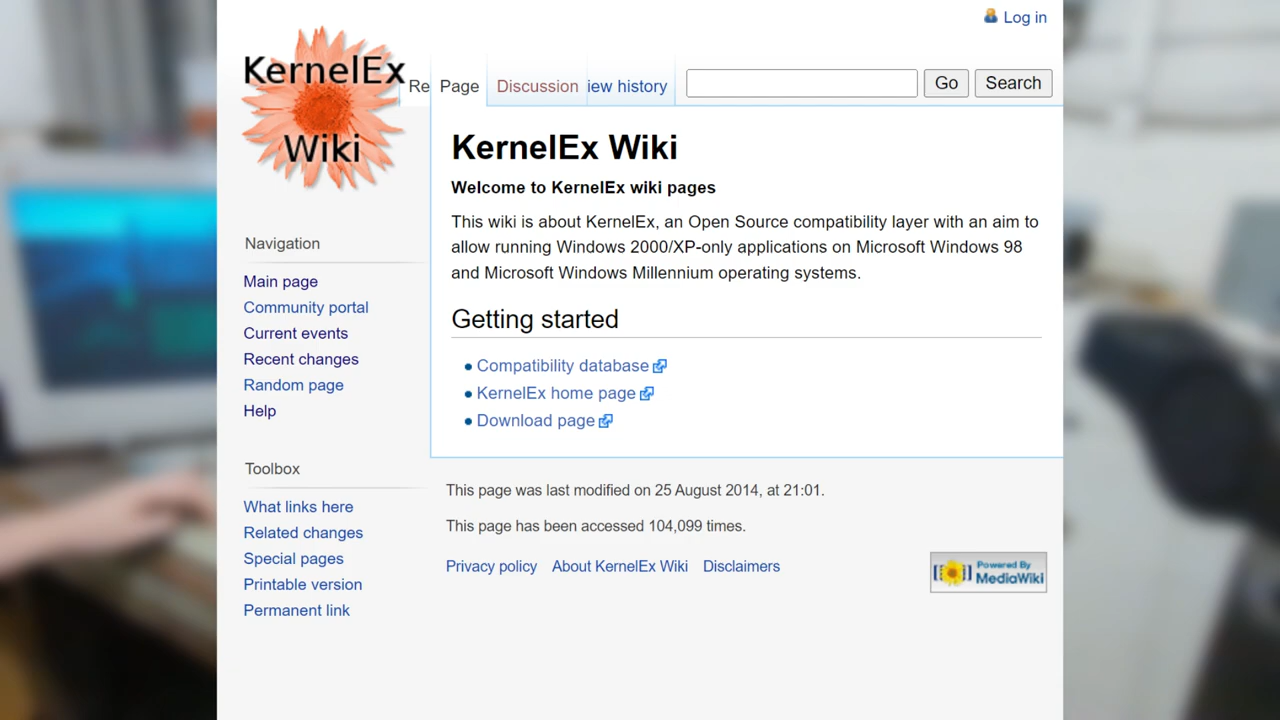 Log in
KernelEx
Wiki
Re
Page
Discussion
iew history
Go
Search
KernelEx Wiki
Welcome to KernelEx wiki pages
This wiki is about KernelEx, an Open Source compatibility layer with an aim to
allow running Windows 2000/XP-only applications on Microsoft Windows 98
and Microsoft Windows Millennium operating systems.
Getting started
Compatibility database
KernelEx home page
Download page
Navigation
Main page
Community portal
Current events
Recent changes
Random page
Help
Toolbox
What links here
Related changes
Special pages
Printable version
Permanent link
This page was last modified on 25 August 2014, at 21:01.
This page has been accessed 104,099 times.
Privacy policy About KernelEx Wiki Disclaimers
Powered By
MediaWiki